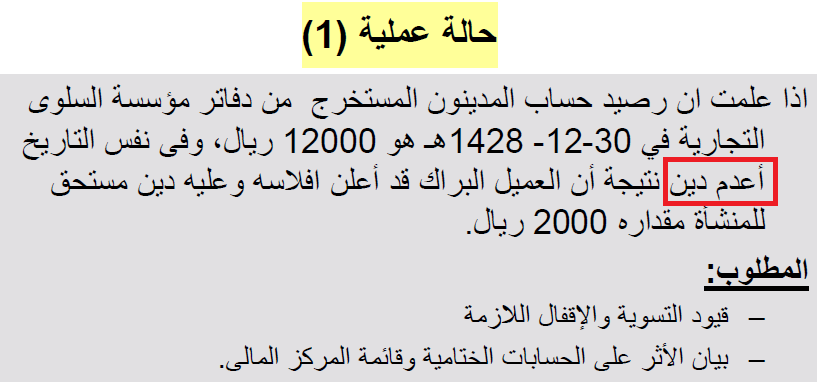 حالة عملية (1)
اذا علمت ان رصيد حساب المدينون المستخرج من دفاتر مؤسسة السلوى
التجارية في 30-12- 1428هـ هو 12000 ريال، وفى نفس التاريخ
أعدم دين نتيجة أن العميل البراك قد أعلن افلاسه وعليه دين مستحق
للمنشأة مقداره 2000 ريال.
المطلوب:
– قيود التسوية والإقفال اللازمة
– بيان الأثر على الحسابات الختامية وقائمة المركز المالى.